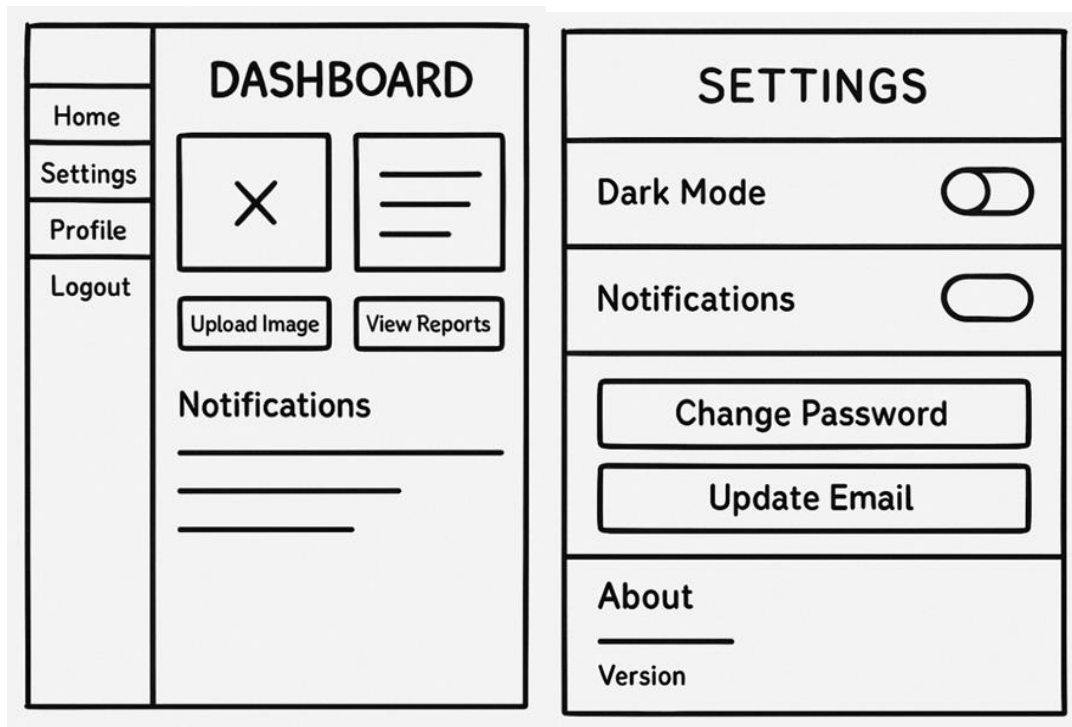 DASHBOARD
Home
Settings
Profile
Logout
Upload Image
View Reports
Notifications
SETTINGS
Dark Mode
Notifications
Change Password
Update Email
About
Version